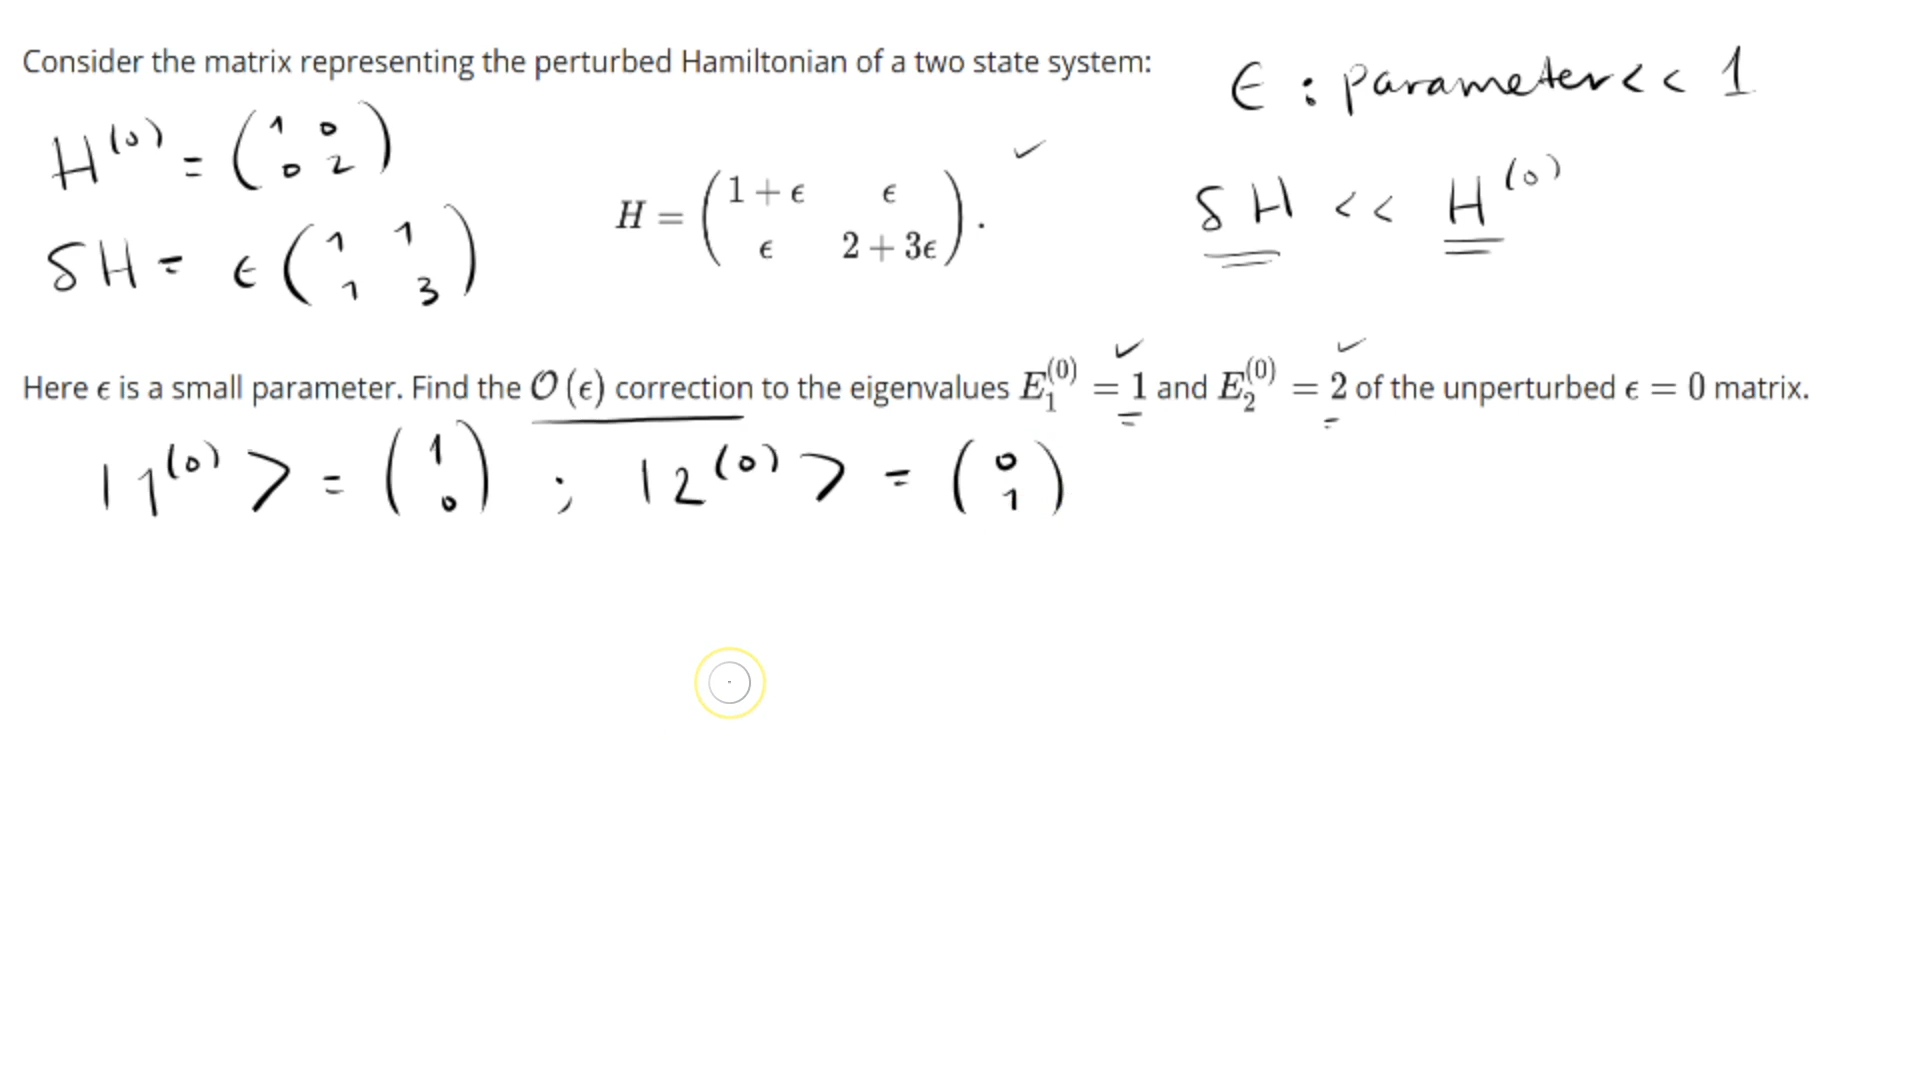 Consider the matrix representing the perturbed Hamiltonian of a two state system:
ϵ : parameter << 1
H^(0) = (1 0 ; 0 2)
H = (1 + ϵ   ϵ ; ϵ   2 + 3ϵ).
δH << H^(0)
δH = ϵ (1 1 ; 1 3)
Here ϵ is a small parameter. Find the O (ϵ) correction to the eigenvalues E_1^(0) = 1 and E_2^(0) = 2 of the unperturbed ϵ = 0 matrix.
|1^(0)> = (1 ; 0) ; |2^(0)> = (0 ; 1)